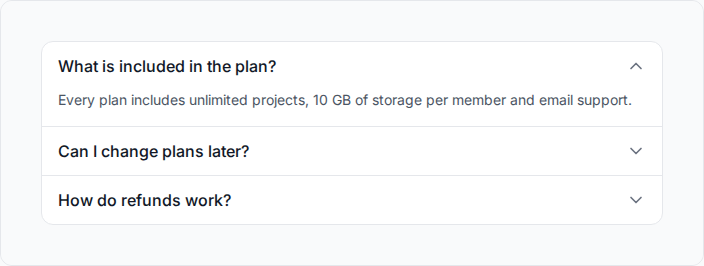 What is included in the plan?
Every plan includes unlimited projects, 10 GB of storage per member and email support.
Can I change plans later?
How do refunds work?